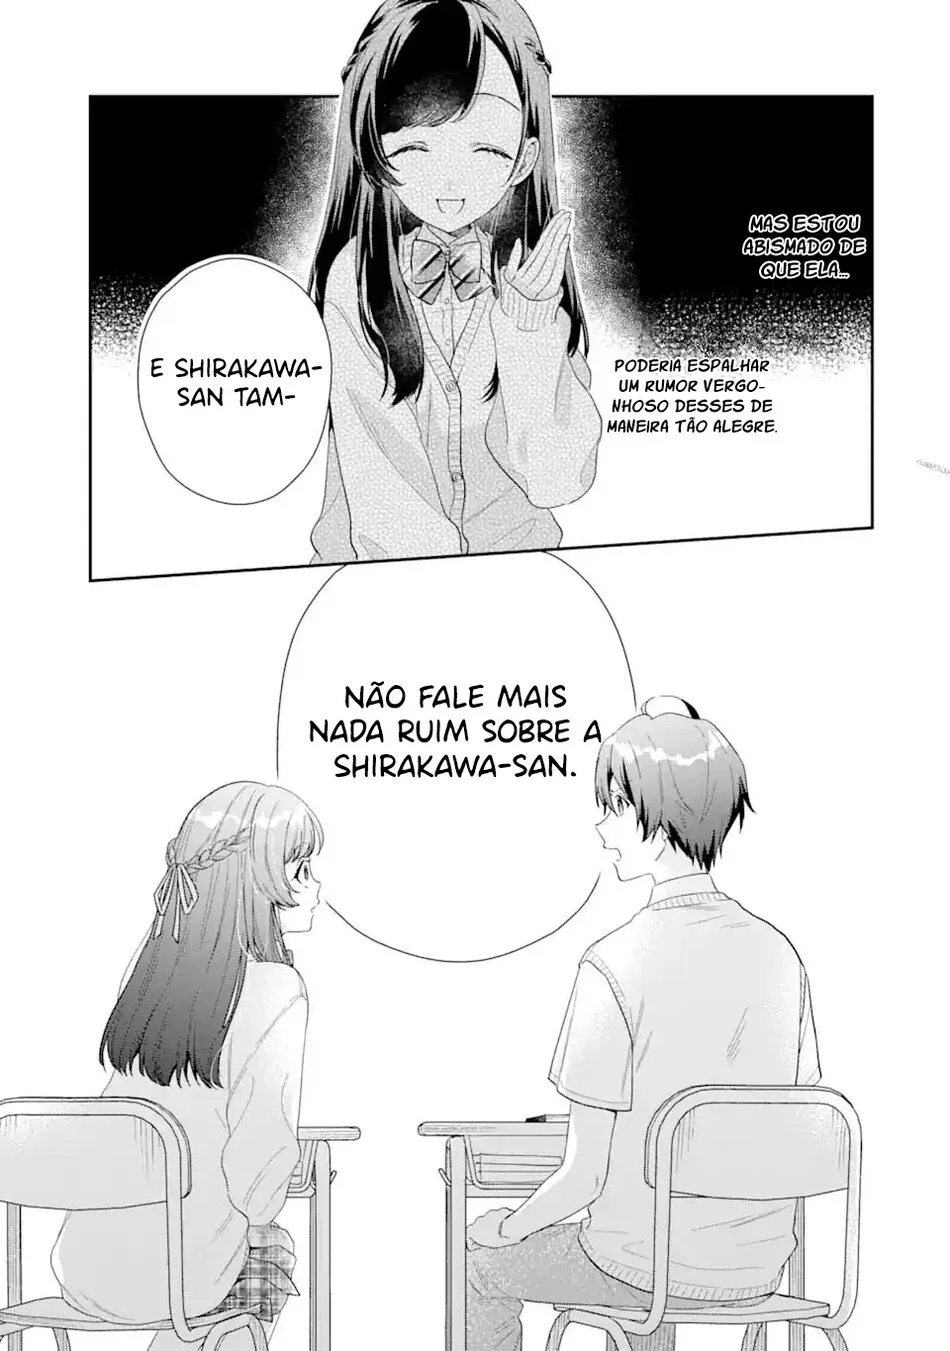 MAS ESTOU
ABISMADO DE
QUE ELA...
PODERIA ESPALHAR
UM RUMOR VERGO-
NHOSO DESSES DE
MANEIRA TÃO ALEGRE.
E SHIRAKAWA-
SAN TAM-
NÃO FALE MAIS
NADA RUIM SOBRE A
SHIRAKAWA-SAN.